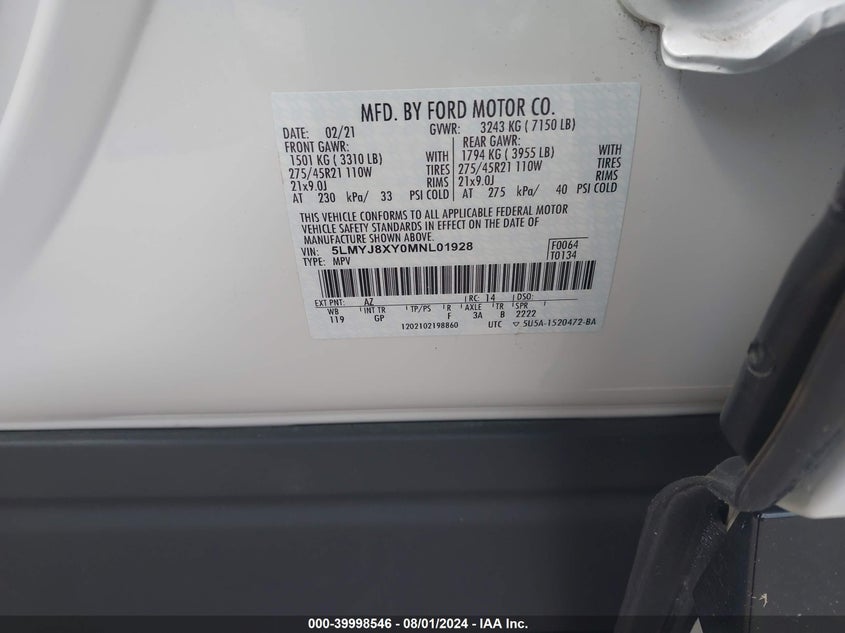 MFD. BY FORD MOTOR CO.
DATE: 02/21 GVWR: 3243 KG ( 7150 LB)
FRONT GAWR: REAR GAWR:
1501 KG ( 3310 LB) WITH 1794 KG ( 3955 LB) WITH
275/45R21 110W TIRES 275/45R21 110W TIRES
21x9.0J RIMS 21x9.0J RIMS
AT 230 kPa/ 33 PSI COLD AT 275 kPa/ 40 PSI COLD
THIS VEHICLE CONFORMS TO ALL APPLICABLE FEDERAL MOTOR
VEHICLE SAFETY STANDARDS IN EFFECT ON THE DATE OF
MANUFACTURE SHOWN ABOVE.
VIN: 5LMYJ8XY0MNL01928 F0064
TYPE: MPV T0134
EXT PNT: AZ RC: 14 DSO:
WB INT TR TP/PS R AXLE TR SPR
119 GP F 3A B 2222
1202102198860 UTC ▽ 5U5A-1520472-BA
000-39998546 - 08/01/2024 - IAA Inc.